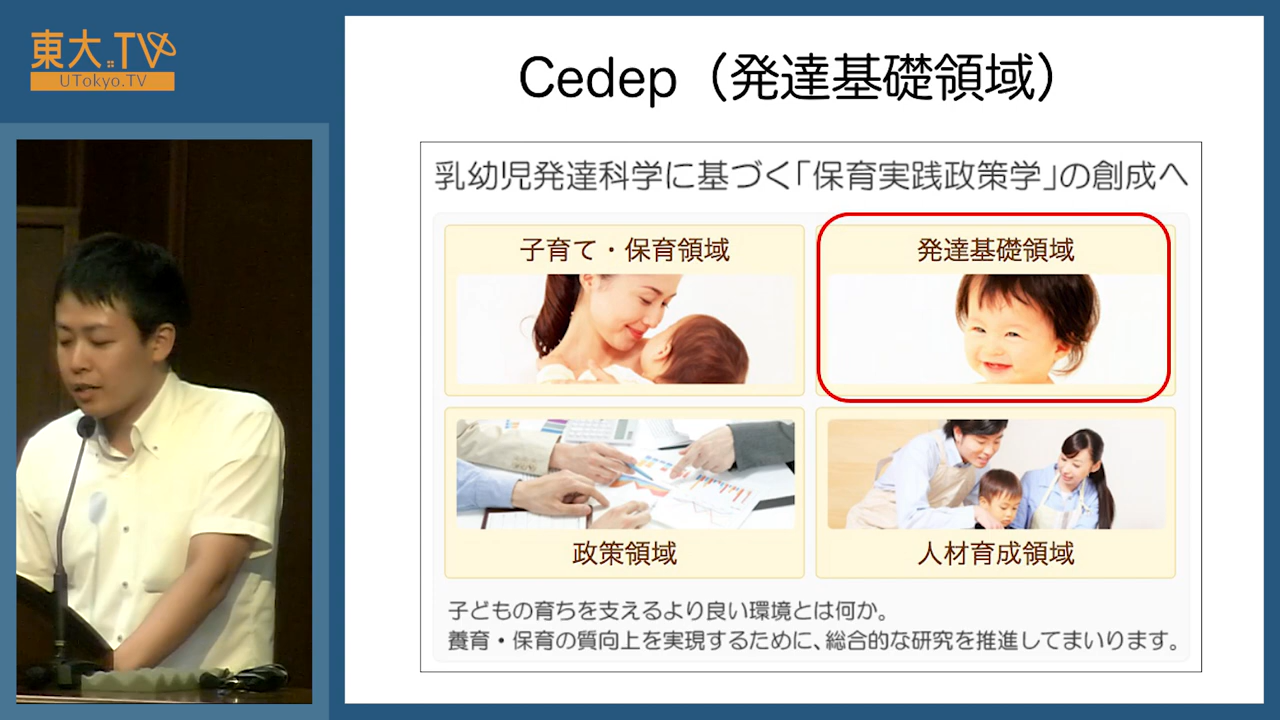 東大.TV
UTokyo.TV
Cedep（発達基礎領域）
乳幼児発達科学に基づく「保育実践政策学」の創成へ
子育て・保育領域
発達基礎領域
政策領域
人材育成領域
子どもの育ちを支えるより良い環境とは何か。
養育・保育の質向上を実現するために、総合的な研究を推進してまいります。